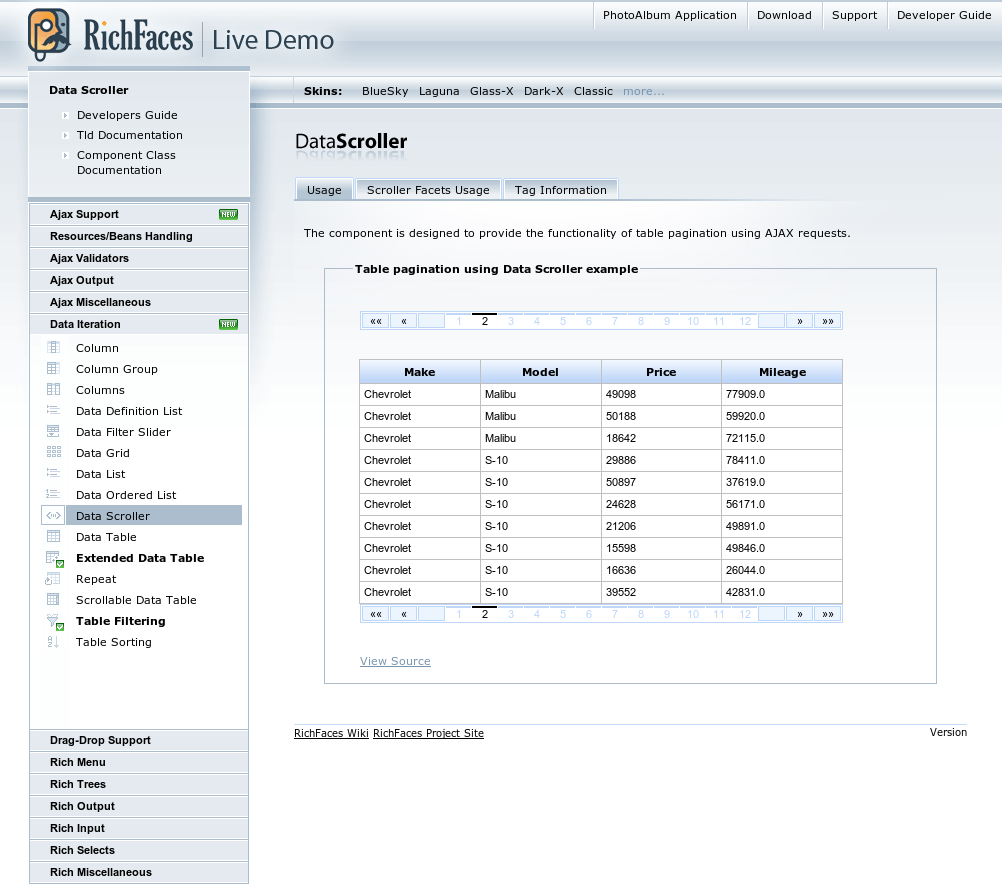 PhotoAlbum Application Download Support Developer Guide
RichFaces Live Demo
Skins: BlueSky Laguna Glass-X Dark-X Classic more...
Data Scroller
Developers Guide
Tld Documentation
Component Class
Documentation
Ajax Support NEW
Resources/Beans Handling
Ajax Validators
Ajax Output
Ajax Miscellaneous
Data Iteration NEW
Column
Column Group
Columns
Data Definition List
Data Filter Slider
Data Grid
Data List
Data Ordered List
Data Scroller
Data Table
Extended Data Table
Repeat
Scrollable Data Table
Table Filtering
Table Sorting
Drag-Drop Support
Rich Menu
Rich Trees
Rich Output
Rich Input
Rich Selects
Rich Miscellaneous
DataScroller
Usage Scroller Facets Usage Tag Information
The component is designed to provide the functionality of table pagination using AJAX requests.
Table pagination using Data Scroller example
«« « 1 2 3 4 5 6 7 8 9 10 11 12 » »»
Make Model Price Mileage
Chevrolet Malibu 49098 77909.0
Chevrolet Malibu 50188 59920.0
Chevrolet Malibu 18642 72115.0
Chevrolet S-10 29886 78411.0
Chevrolet S-10 50897 37619.0
Chevrolet S-10 24628 56171.0
Chevrolet S-10 21206 49891.0
Chevrolet S-10 15598 49846.0
Chevrolet S-10 16636 26044.0
Chevrolet S-10 39552 42831.0
«« « 1 2 3 4 5 6 7 8 9 10 11 12 » »»
View Source
RichFaces Wiki RichFaces Project Site Version